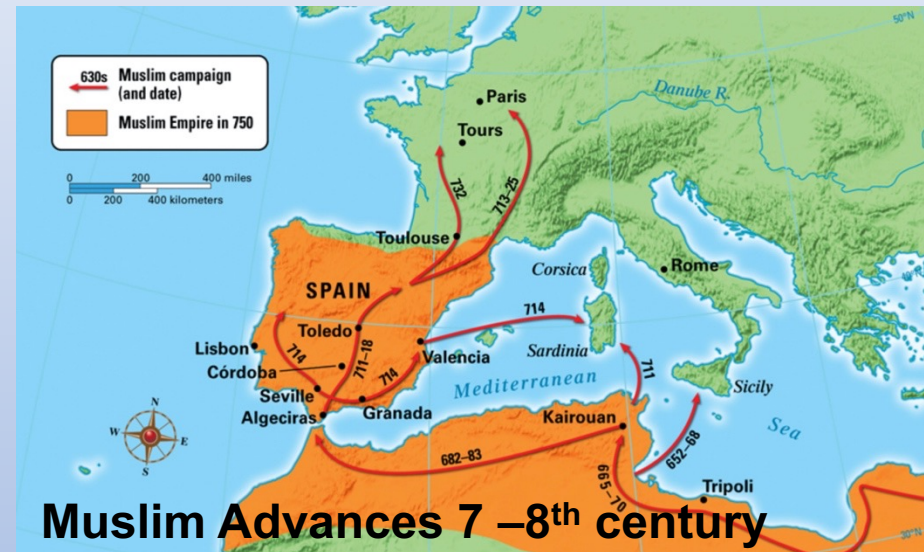 630s Muslim campaign
(and date)
Muslim Empire in 750
0 200 400 miles
0 200 400 kilometers
50°N
Danube R.
Paris
Tours
732
713–25
Toulouse
Corsica
Rome
SPAIN
714
Toledo
Lisbon
714
711–18
Valencia
Sardinia
Córdoba
714
711
Mediterranean
Sea
Sicily
Seville
Algeciras
Granada
Kairouan
652–68
682–83
665–70
Tripoli
N
W E
S
30°N
Muslim Advances 7 –8th century